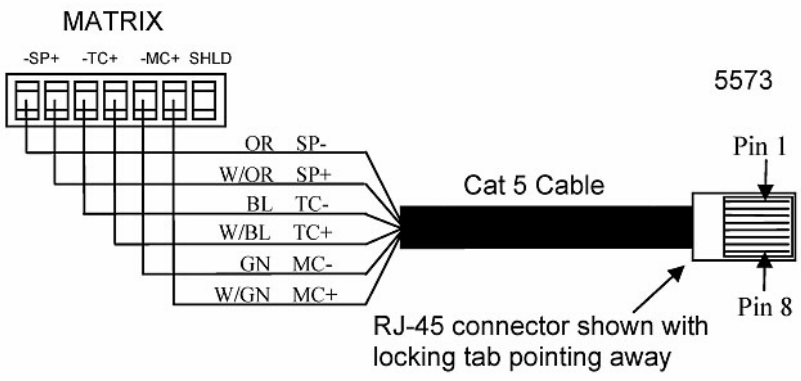 MATRIX
-SP+ -TC+ -MC+ SHLD
5573
Pin 1
OR SP-
W/OR SP+
Cat 5 Cable
BL TC-
W/BL TC+
GN MC-
W/GN MC+
Pin 8
RJ-45 connector shown with
locking tab pointing away